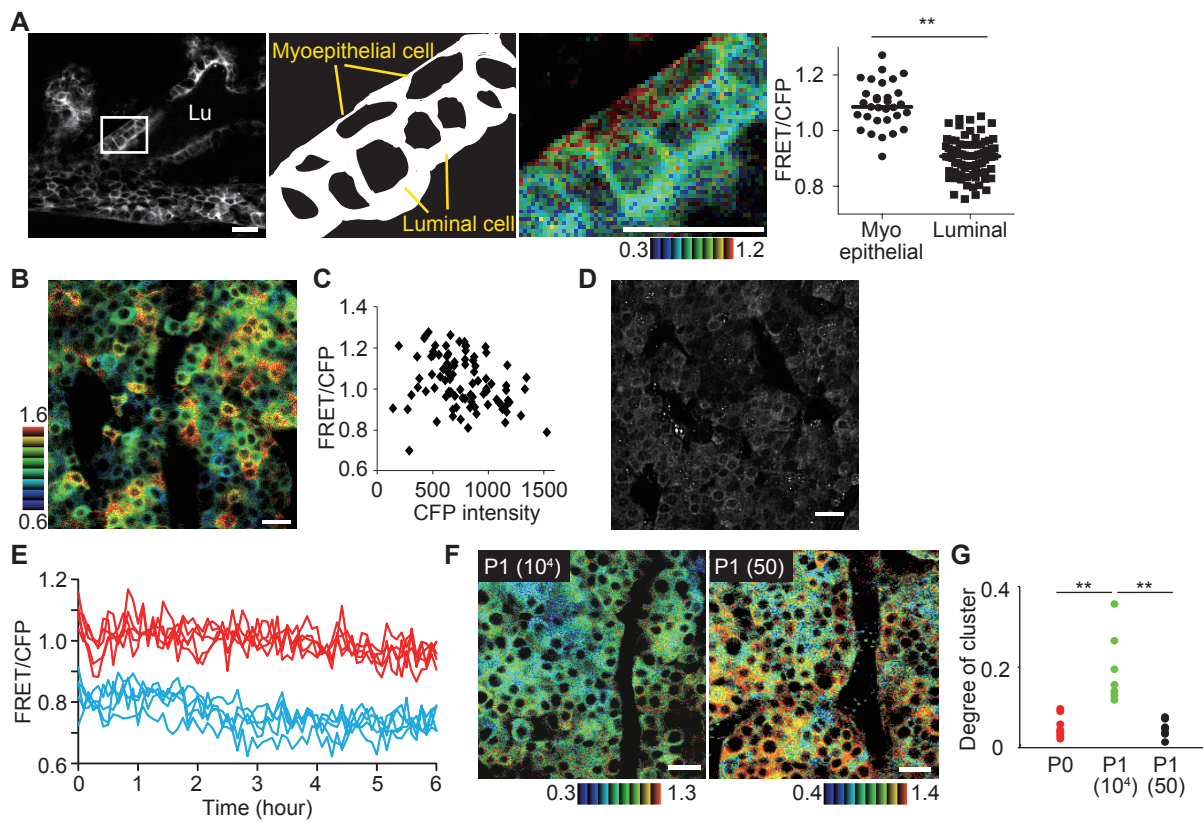 A
Lu
Myoepithelial cell
Luminal cell
0.3
1.2
**
FRET/CFP
1.2
1.0
0.8
Myo
epithelial
Luminal
B
1.6
0.6
C
FRET/CFP
1.4
1.2
1.0
0.8
0.6
0
500
1000
1500
CFP intensity
D
E
FRET/CFP
1.2
1.0
0.8
0.6
0
1
2
3
4
5
6
Time (hour)
F
P1 (10⁴)
P1 (50)
0.3
1.3
0.4
1.4
G
Degree of cluster
0.4
0.2
0
**
**
P0
P1
(10⁴)
P1
(50)